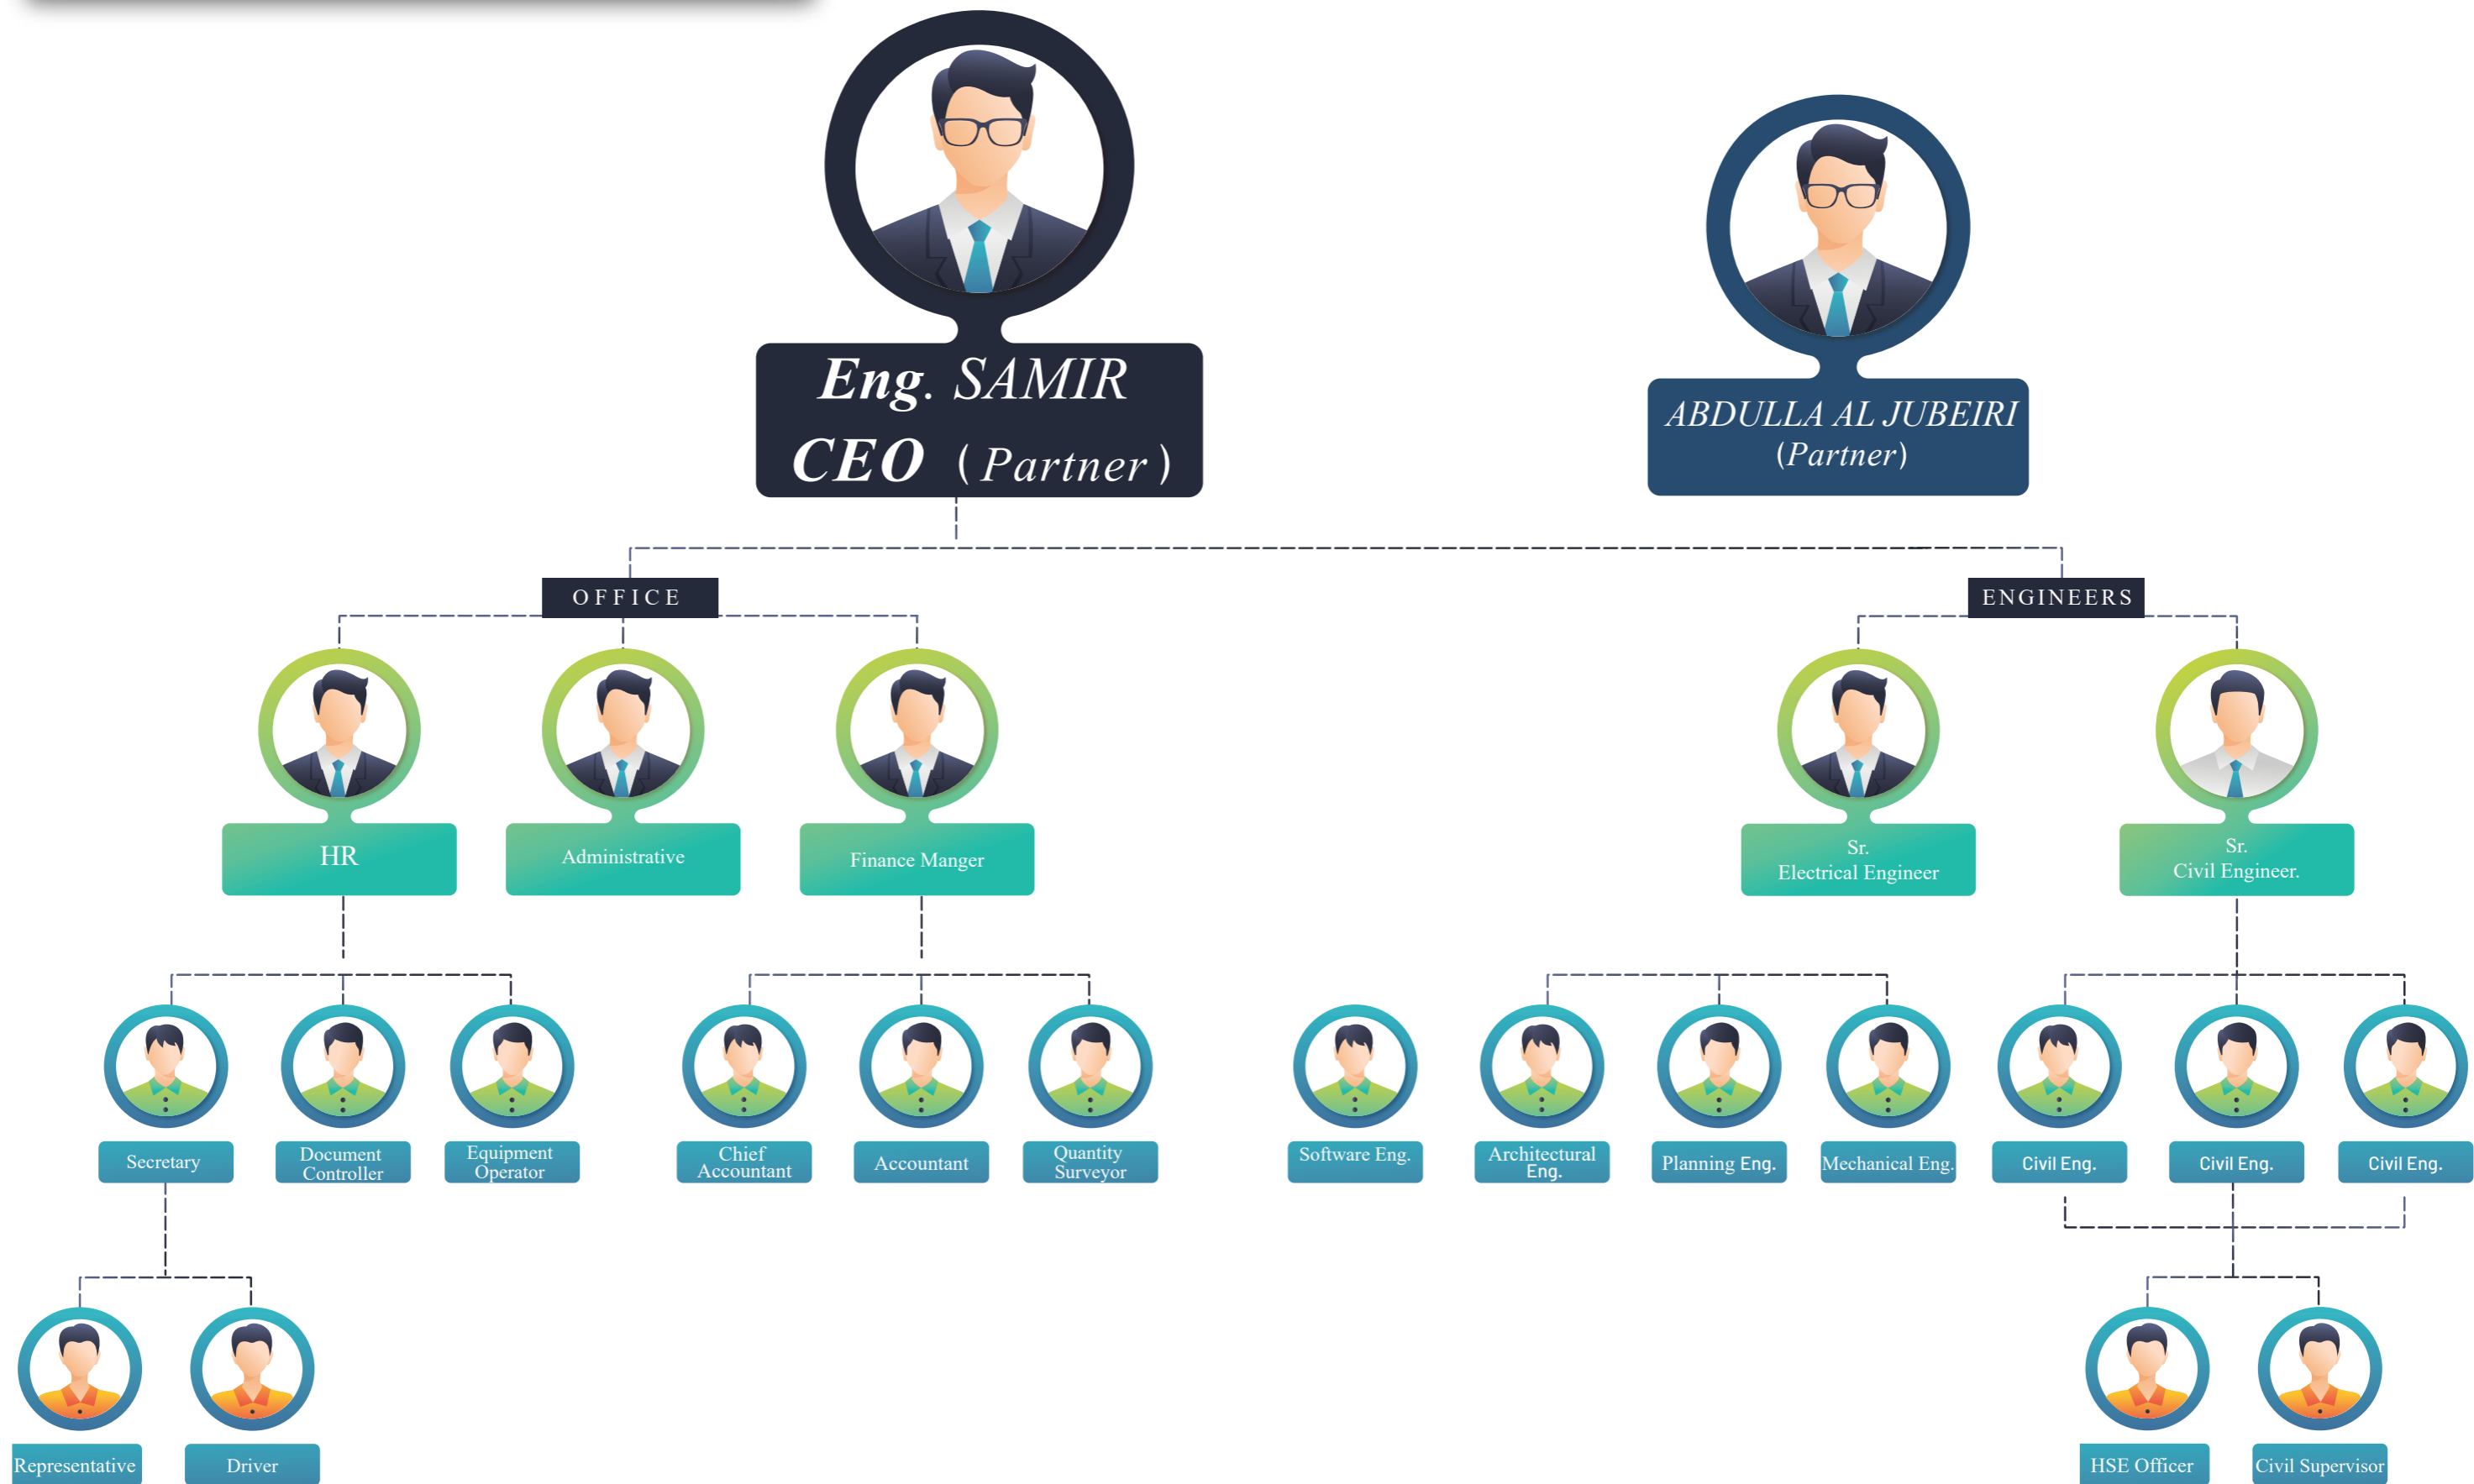 Eng. SAMIR
CEO (Partner)
ABDULLA AL JUBEIRI
(Partner)
OFFICE
ENGINEERS
HR
Administrative
Finance Manger
Sr.
Electrical Engineer
Sr.
Civil Engineer.
Secretary
Document
Controller
Equipment
Operator
Chief
Accountant
Accountant
Quantity
Surveyor
Software Eng.
Architectural
Eng.
Planning Eng.
Mechanical Eng.
Civil Eng.
Civil Eng.
Civil Eng.
Representative
Driver
HSE Officer
Civil Supervisor